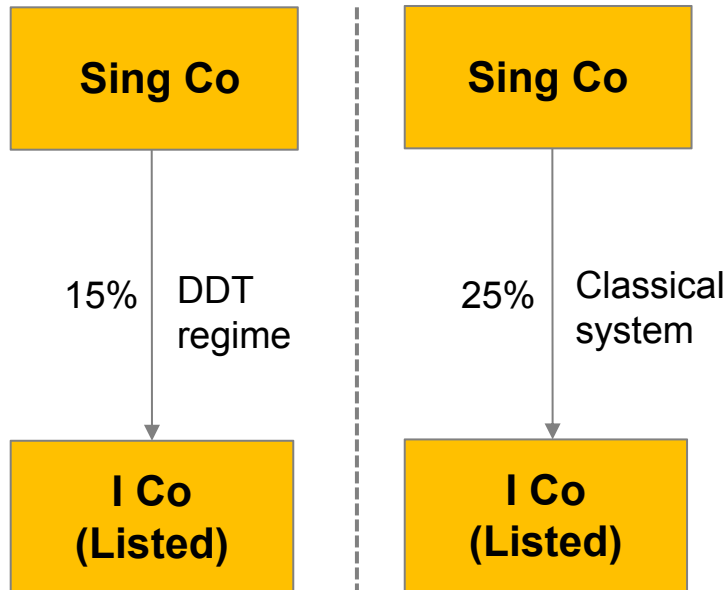 Sing Co
15%
DDT
regime
I Co
(Listed)
Sing Co
25%
Classical
system
I Co
(Listed)